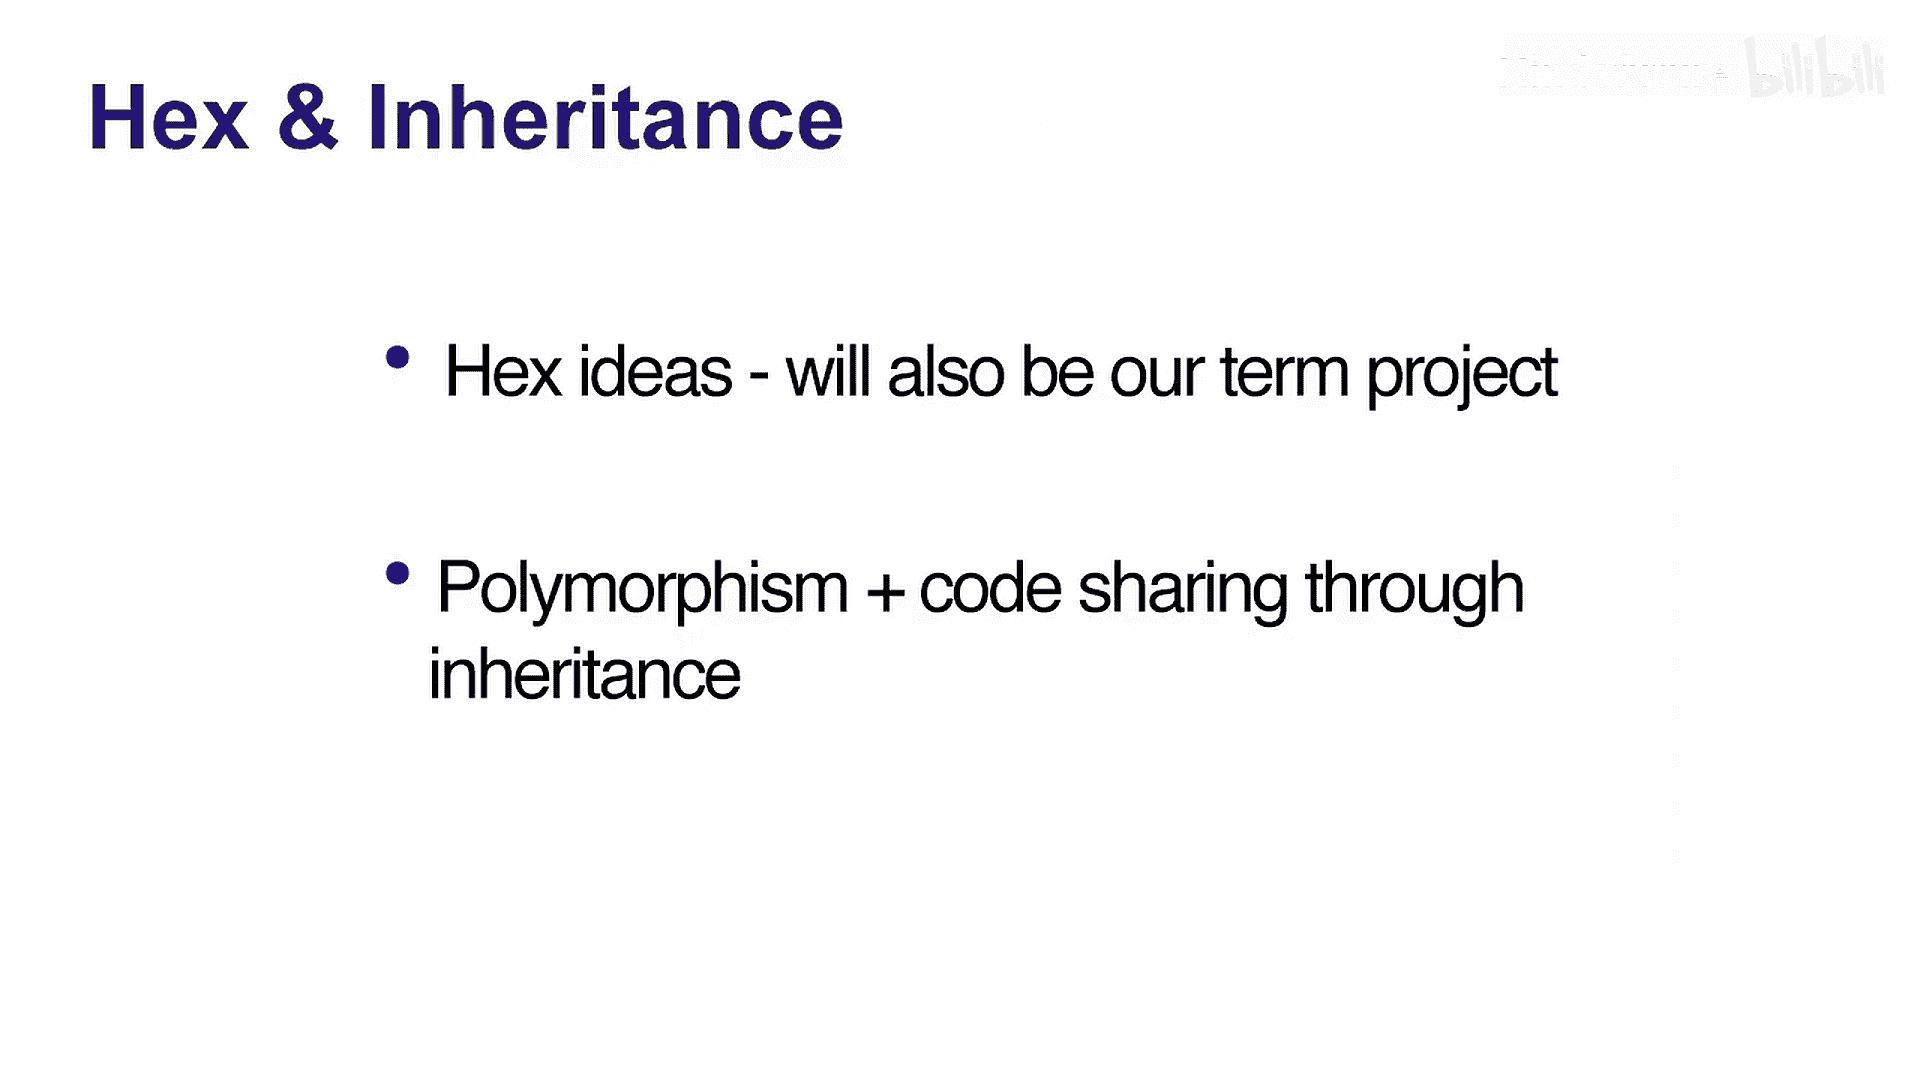 Hex & Inheritance
bilibili
• Hex ideas - will also be our term project
• Polymorphism + code sharing through
inheritance